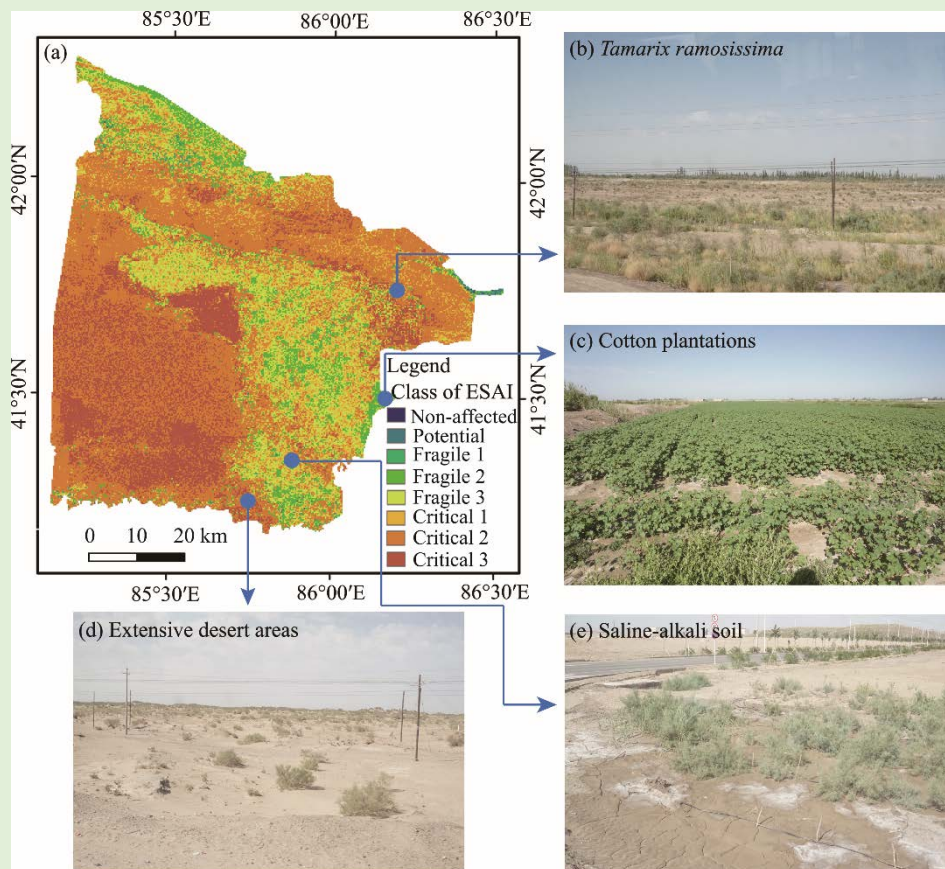 85°30′E 86°00′E 86°30′E
(a)
42°00′N
42°00′N
41°30′N
41°30′N
Legend
Class of ESAI
Non-affected
Potential
Fragile 1
Fragile 2
Fragile 3
Critical 1
Critical 2
Critical 3
0 10 20 km
85°30′E 86°00′E 86°30′E
(b) Tamarix ramosissima
(c) Cotton plantations
(d) Extensive desert areas
(e) Saline-alkali soil